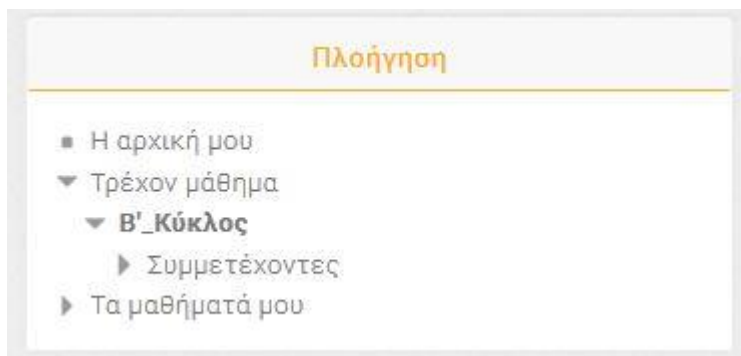 Πλοήγηση
Η αρχική μου
Τρέχον μάθημα
Β'_Κύκλος
Συμμετέχοντες
Τα μαθήματά μου